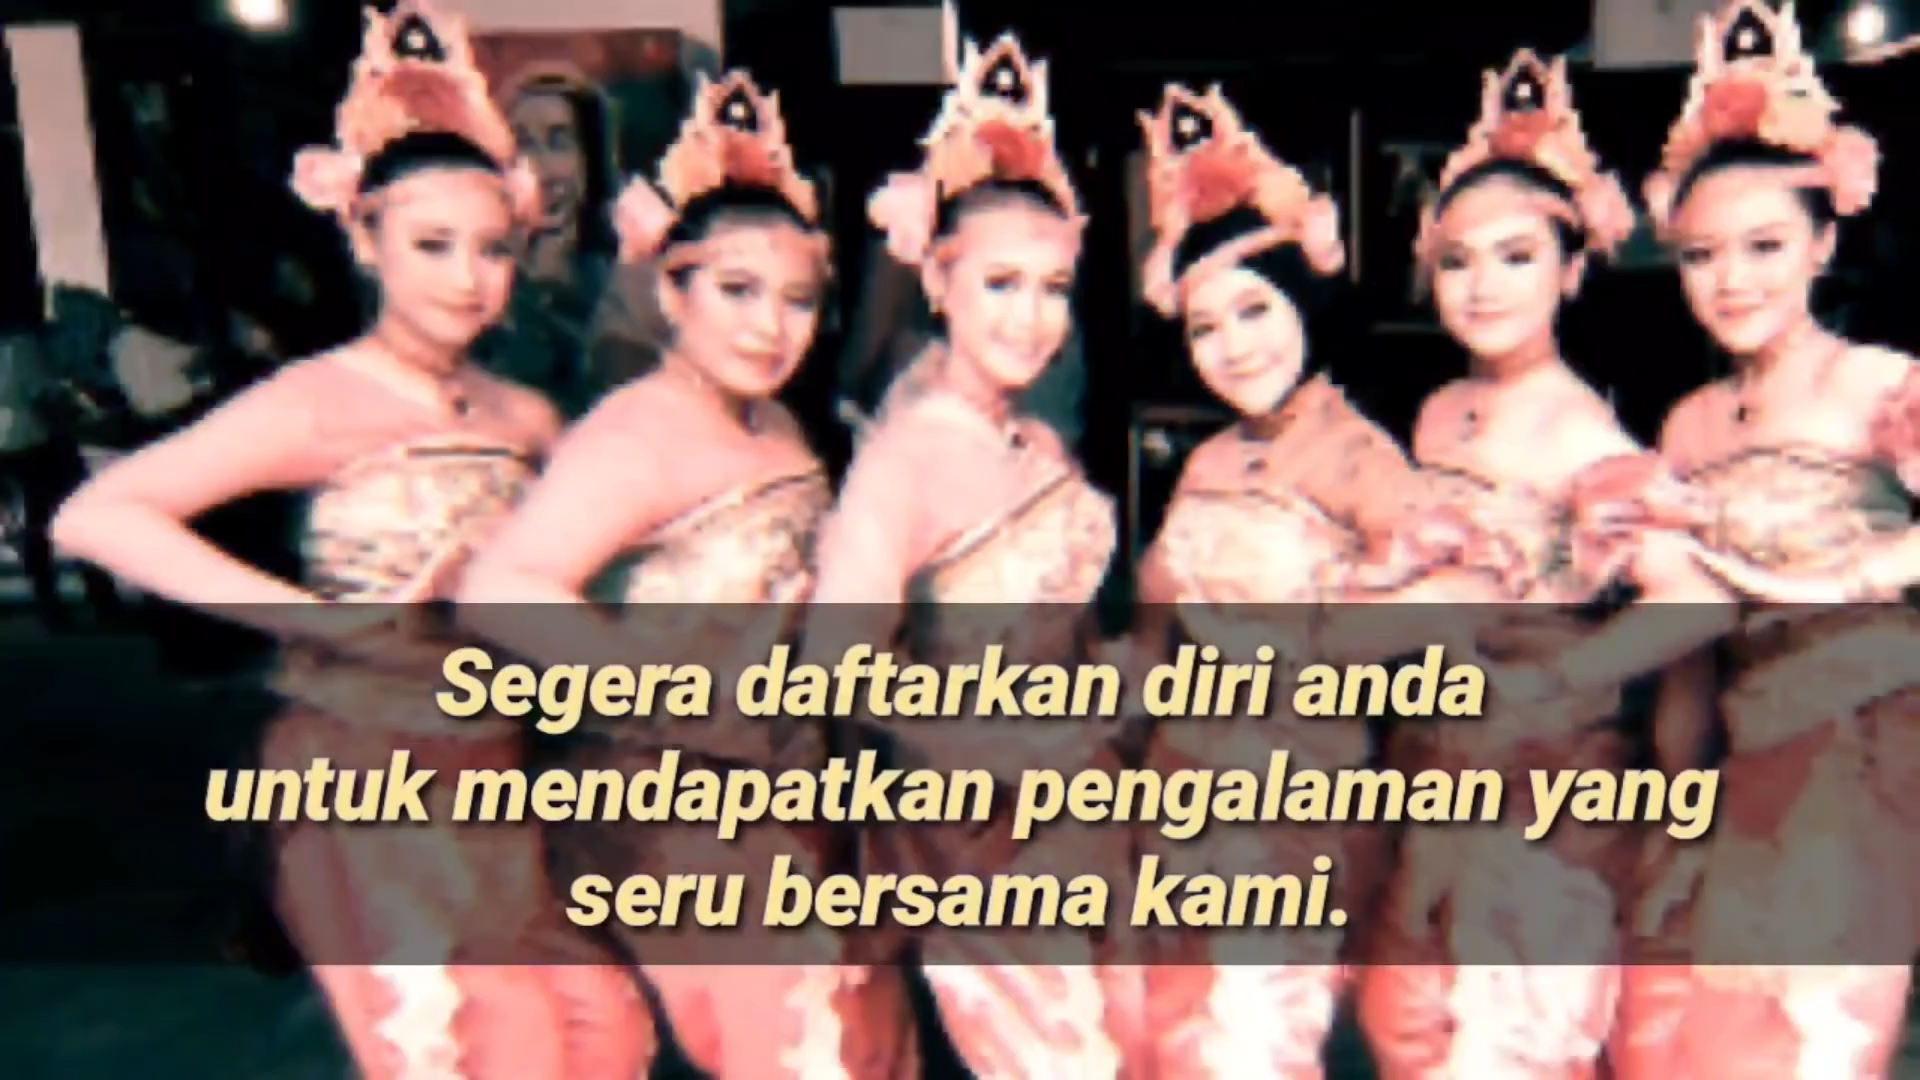 Segera daftarkan diri anda
untuk mendapatkan pengalaman yang
seru bersama kami.